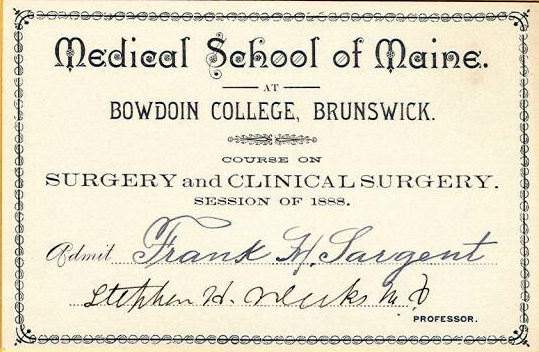 Medical School of Maine.
AT
BOWDOIN COLLEGE, BRUNSWICK.
COURSE ON
SURGERY and CLINICAL SURGERY.
SESSION OF 1888.
Admit Frank H. Sargent
Stephen H. Weeks M.D
PROFESSOR.